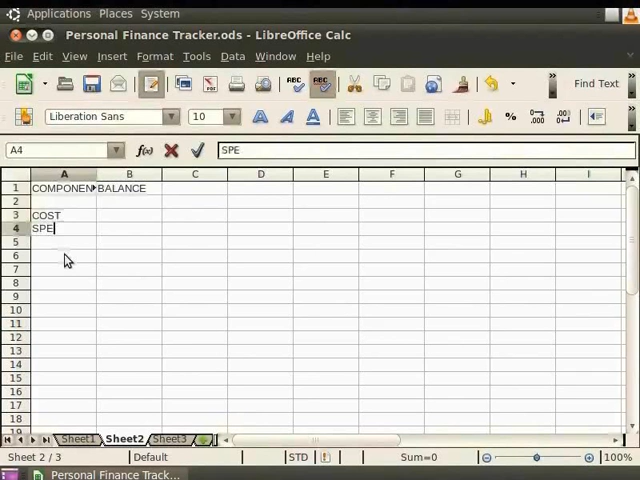 Applications Places System
Personal Finance Tracker.ods - LibreOffice Calc
File Edit View Insert Format Tools Data Window Help
ABC ABC Find Text
Liberation Sans 10 A A A %
A4 f(x) SPE
A B C D E F G H I
1 COMPONEN BALANCE
2
3 COST
4 SPE
5
6
7
8
9
10
11
12
13
14
15
16
17
18
19
Sheet1 Sheet2 Sheet3
Sheet 2 / 3 Default STD Sum=0 100%
Personal Finance Track...